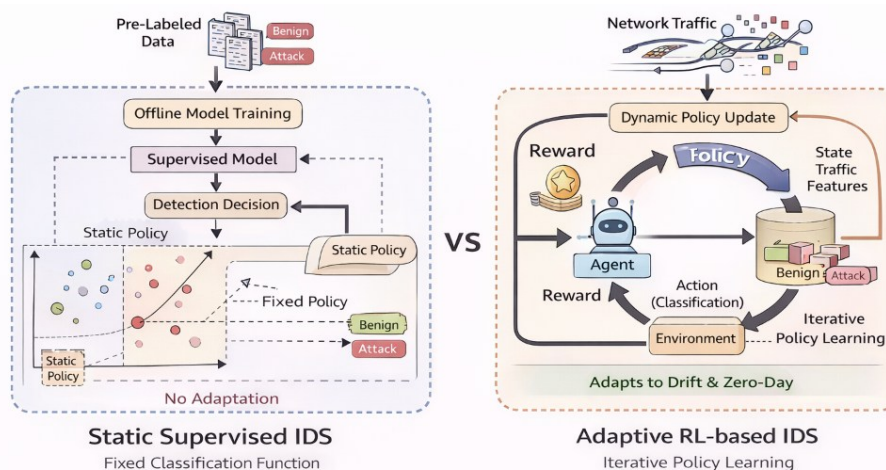 Pre-Labeled
Data
Benign
Attack
Offline Model Training
Supervised Model
Detection Decision
Static Policy
Static Policy
Fixed Policy
Benign
Attack
Static
Policy
No Adaptation
Static Supervised IDS
Fixed Classification Function
VS
Network Traffic
Dynamic Policy Update
Reward
Policy
State
Traffic
Features
Agent
Benign
Attack
Reward
Action
(Classification)
Environment
Iterative
Policy Learning
Adapts to Drift & Zero-Day
Adaptive RL-based IDS
Iterative Policy Learning